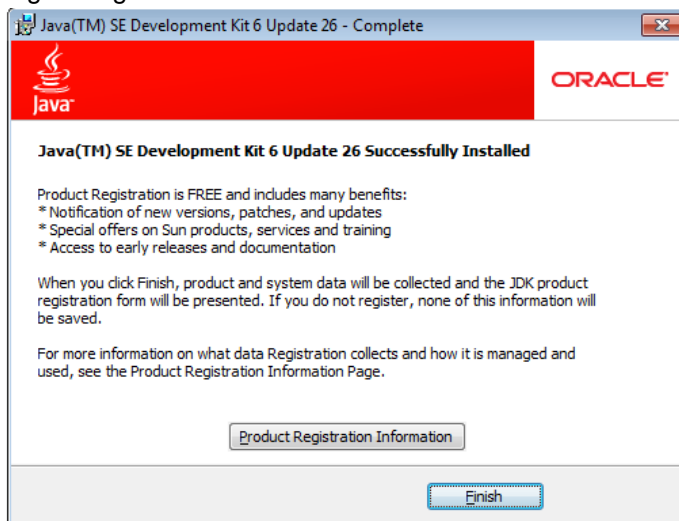 Java(TM) SE Development Kit 6 Update 26 - Complete
Java™
ORACLE®
Java(TM) SE Development Kit 6 Update 26 Successfully Installed
Product Registration is FREE and includes many benefits:
* Notification of new versions, patches, and updates
* Special offers on Sun products, services and training
* Access to early releases and documentation
When you click Finish, product and system data will be collected and the JDK product
registration form will be presented. If you do not register, none of this information will
be saved.
For more information on what data Registration collects and how it is managed and
used, see the Product Registration Information Page.
Product Registration Information
Finish